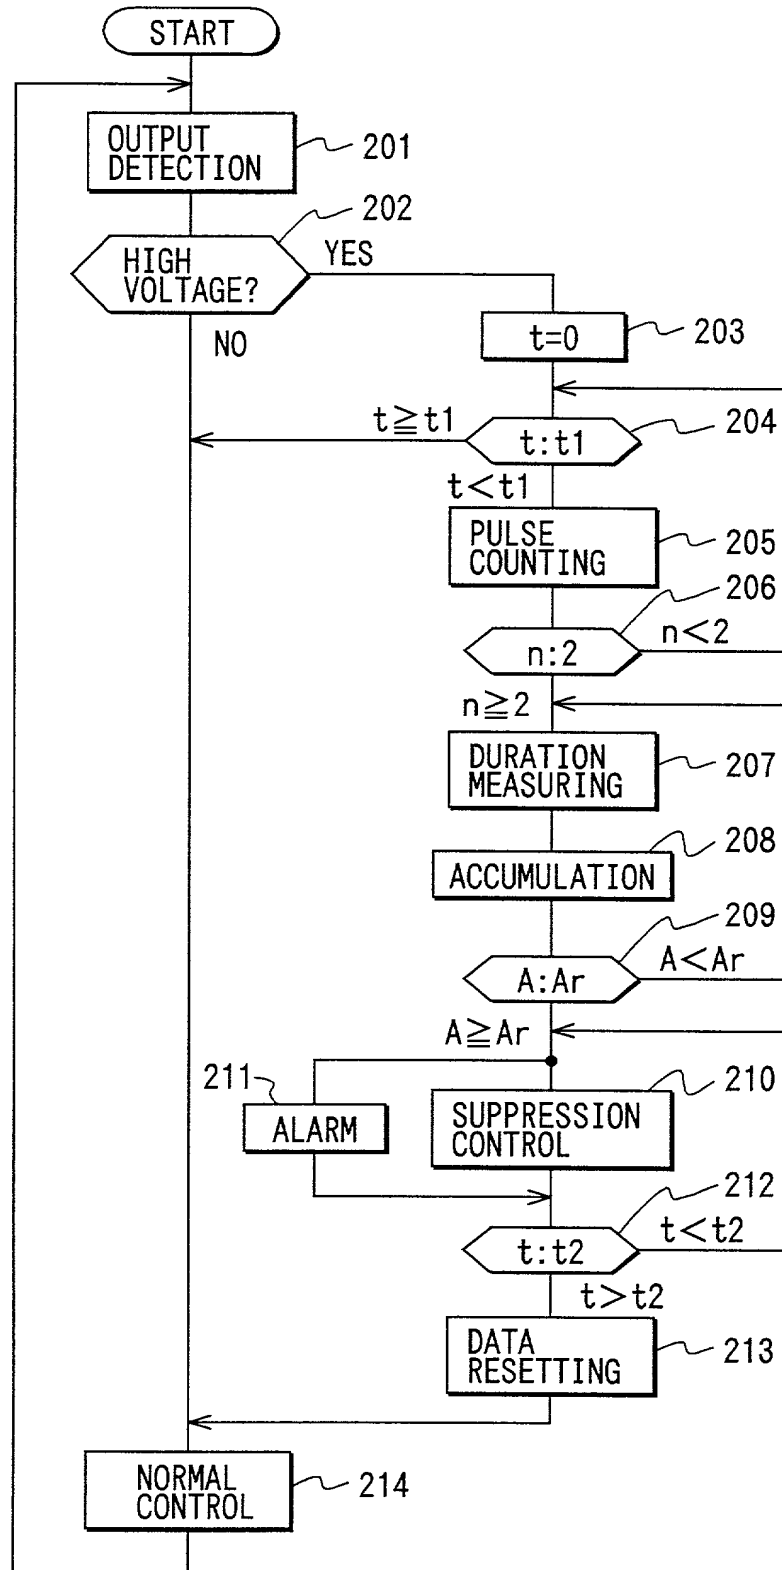 START
OUTPUT
DETECTION
201
202
HIGH
VOLTAGE?
YES
NO
t=0
203
t≧t1
t:t1
204
t<t1
PULSE
COUNTING
205
206
n:2
n<2
n≧2
DURATION
MEASURING
207
208
ACCUMULATION
209
A:Ar
A<Ar
A≧Ar
211
ALARM
210
SUPPRESSION
CONTROL
212
t:t2
t<t2
t>t2
DATA
RESETTING
213
NORMAL
CONTROL
214